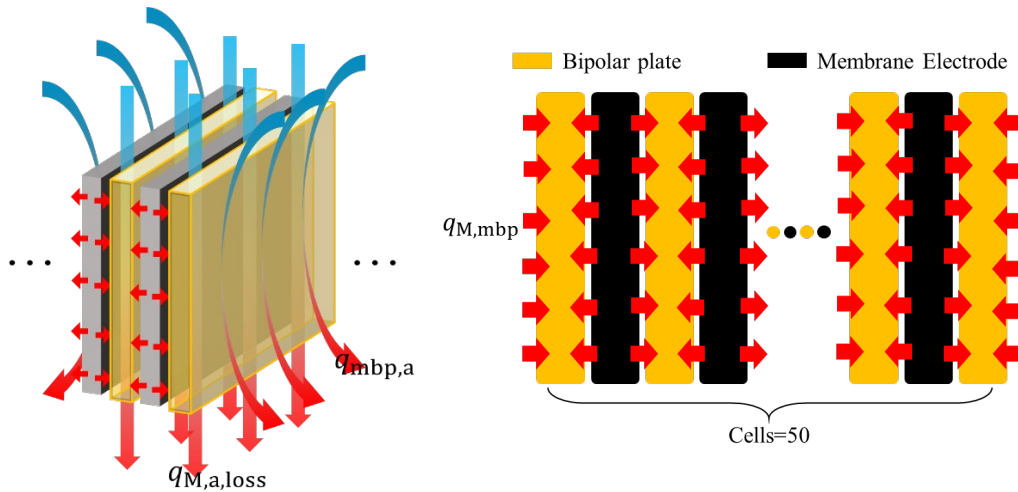 Bipolar plate
Membrane Electrode
q_M,mbp
...
...
q_mbp,a
q_M,a,loss
Cells=50